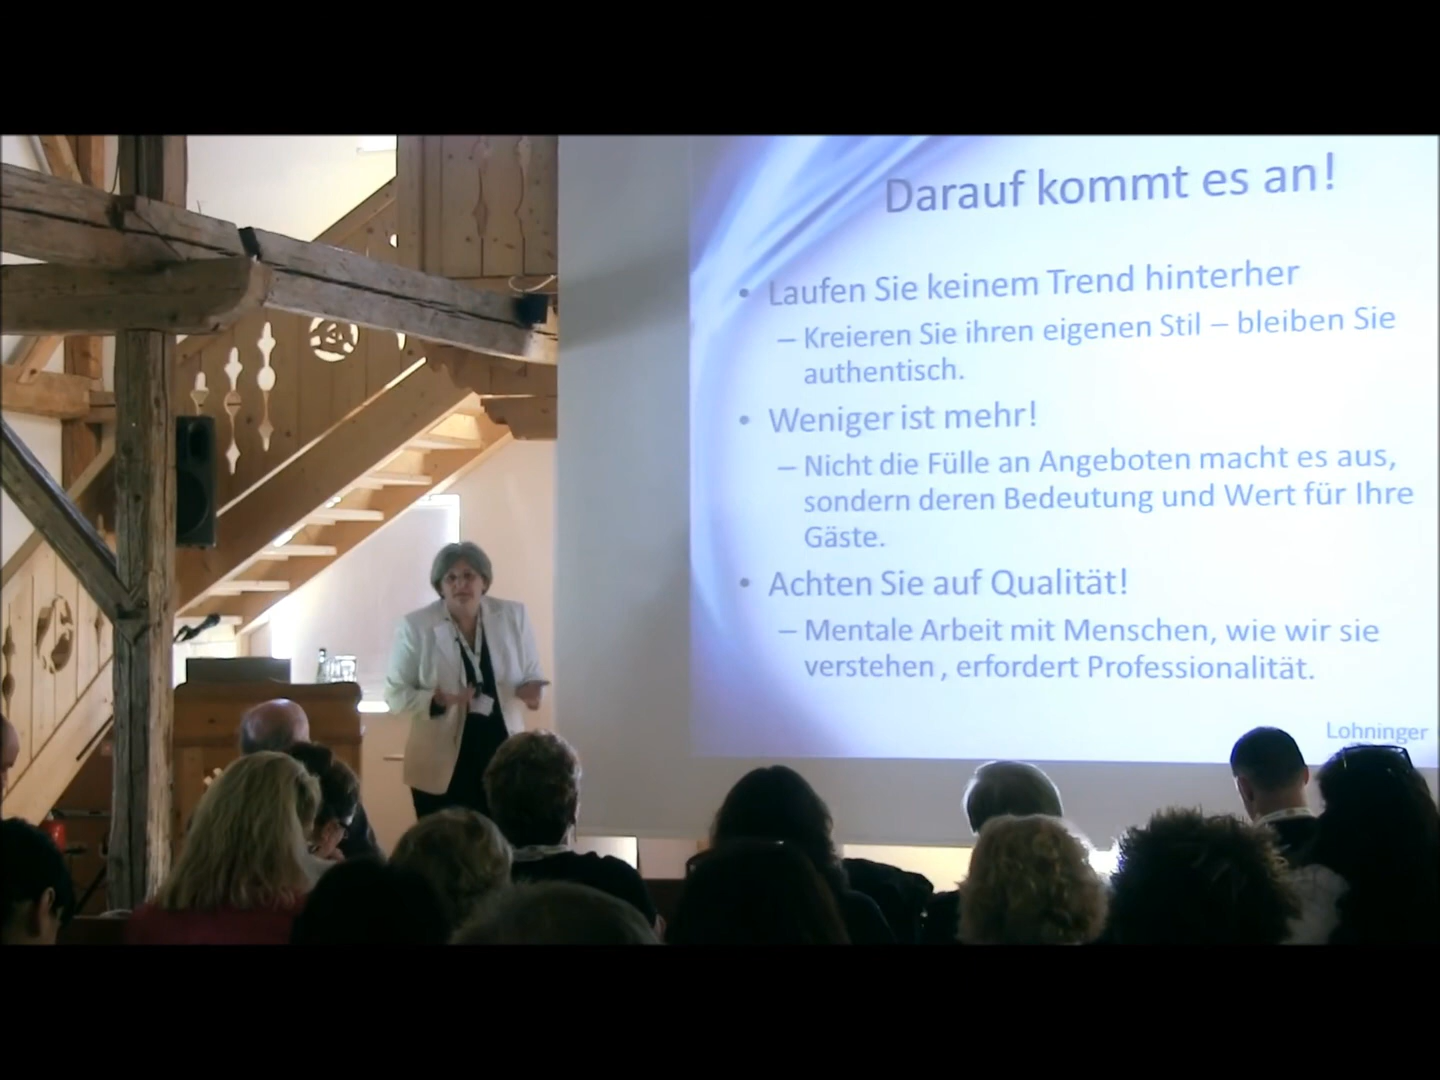 Darauf kommt es an!
• Laufen Sie keinem Trend hinterher
– Kreieren Sie ihren eigenen Stil – bleiben Sie
authentisch.
• Weniger ist mehr!
– Nicht die Fülle an Angeboten macht es aus,
sondern deren Bedeutung und Wert für Ihre
Gäste.
• Achten Sie auf Qualität!
– Mentale Arbeit mit Menschen, wie wir sie
verstehen , erfordert Professionalität.
Lohninger